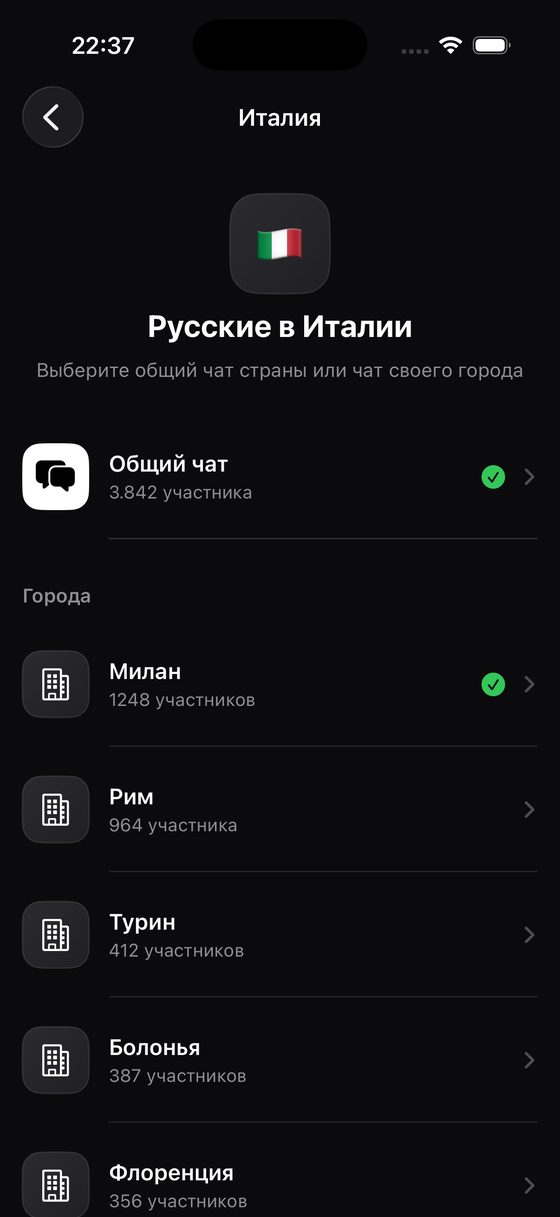 22:37
Италия
Русские в Италии
Выберите общий чат страны или чат своего города
Общий чат
3.842 участника
Города
Милан
1248 участников
Рим
964 участника
Турин
412 участников
Болонья
387 участников
Флоренция
356 участников